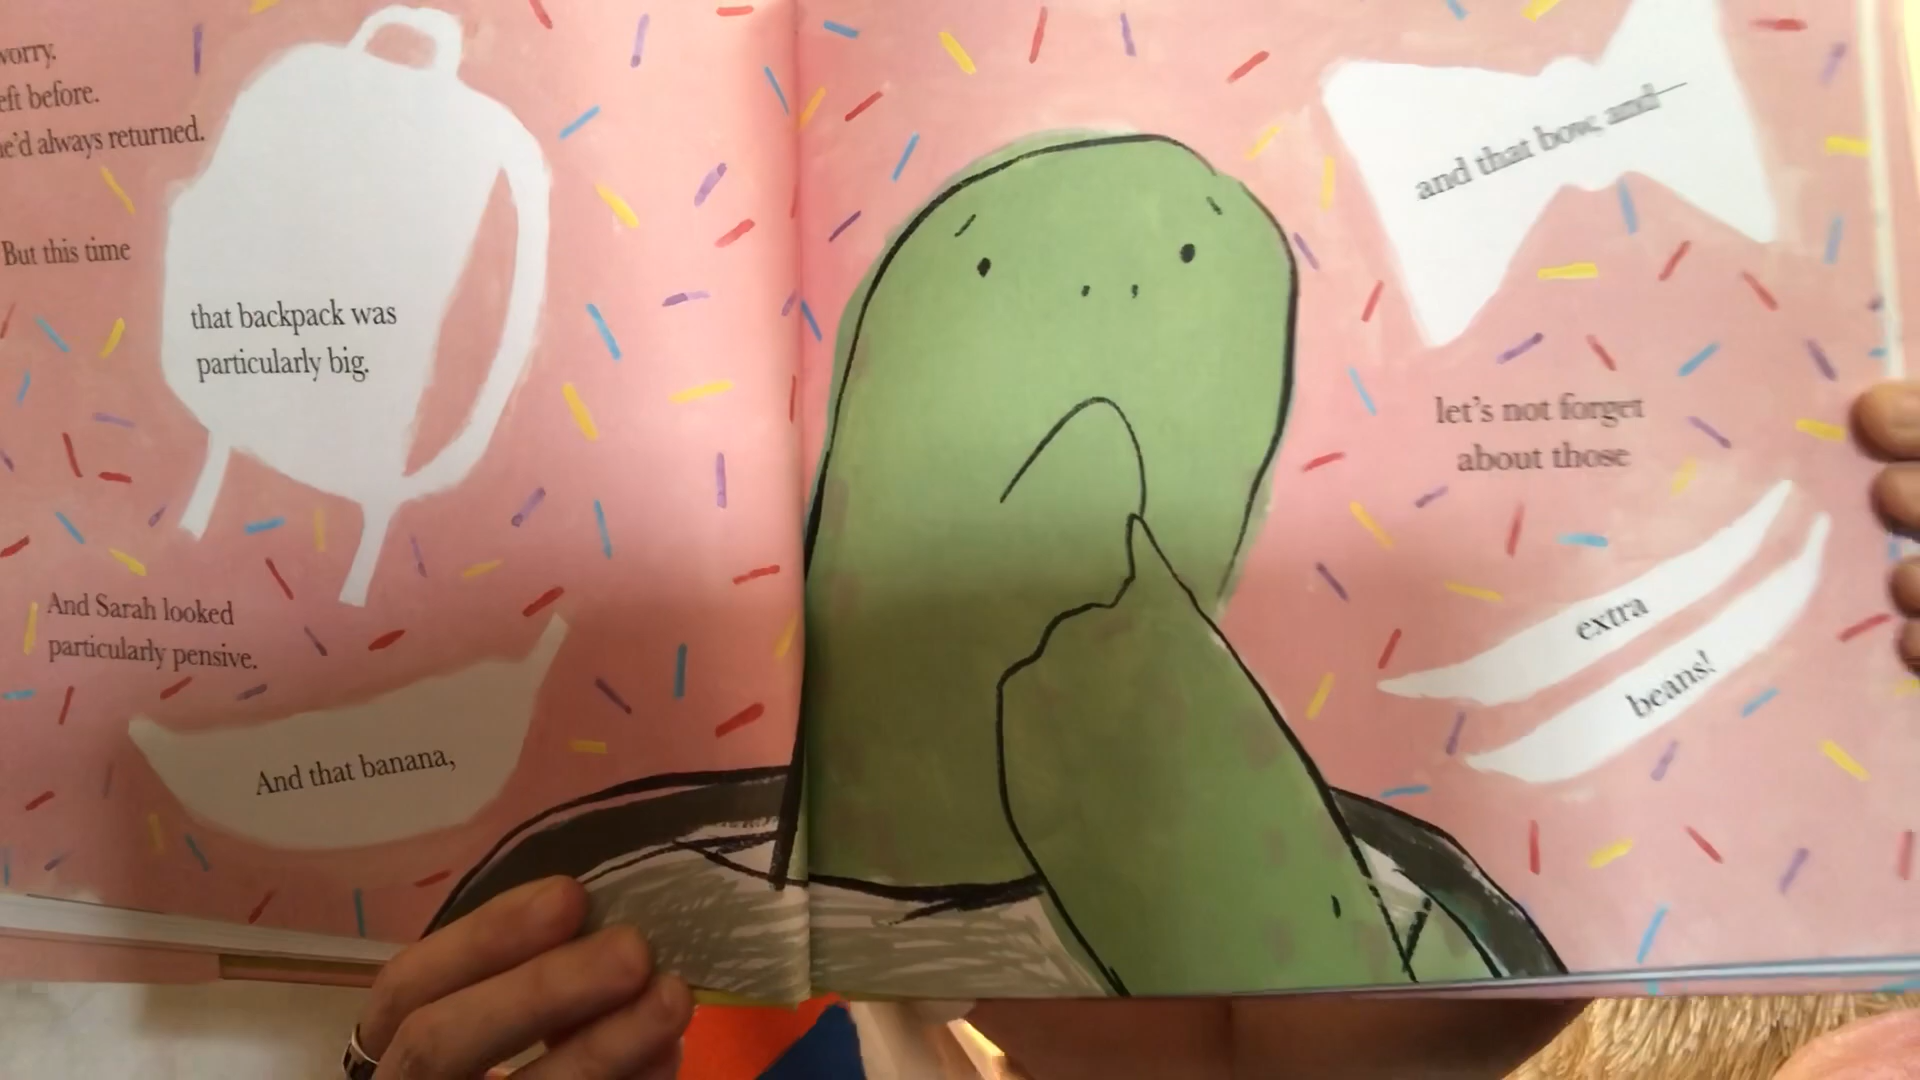 worry.
eft before.
he'd always returned.
But this time
that backpack was
particularly big.
And Sarah looked
particularly pensive.
And that banana,
and that bow, and—
let's not forget
about those
extra
beans!